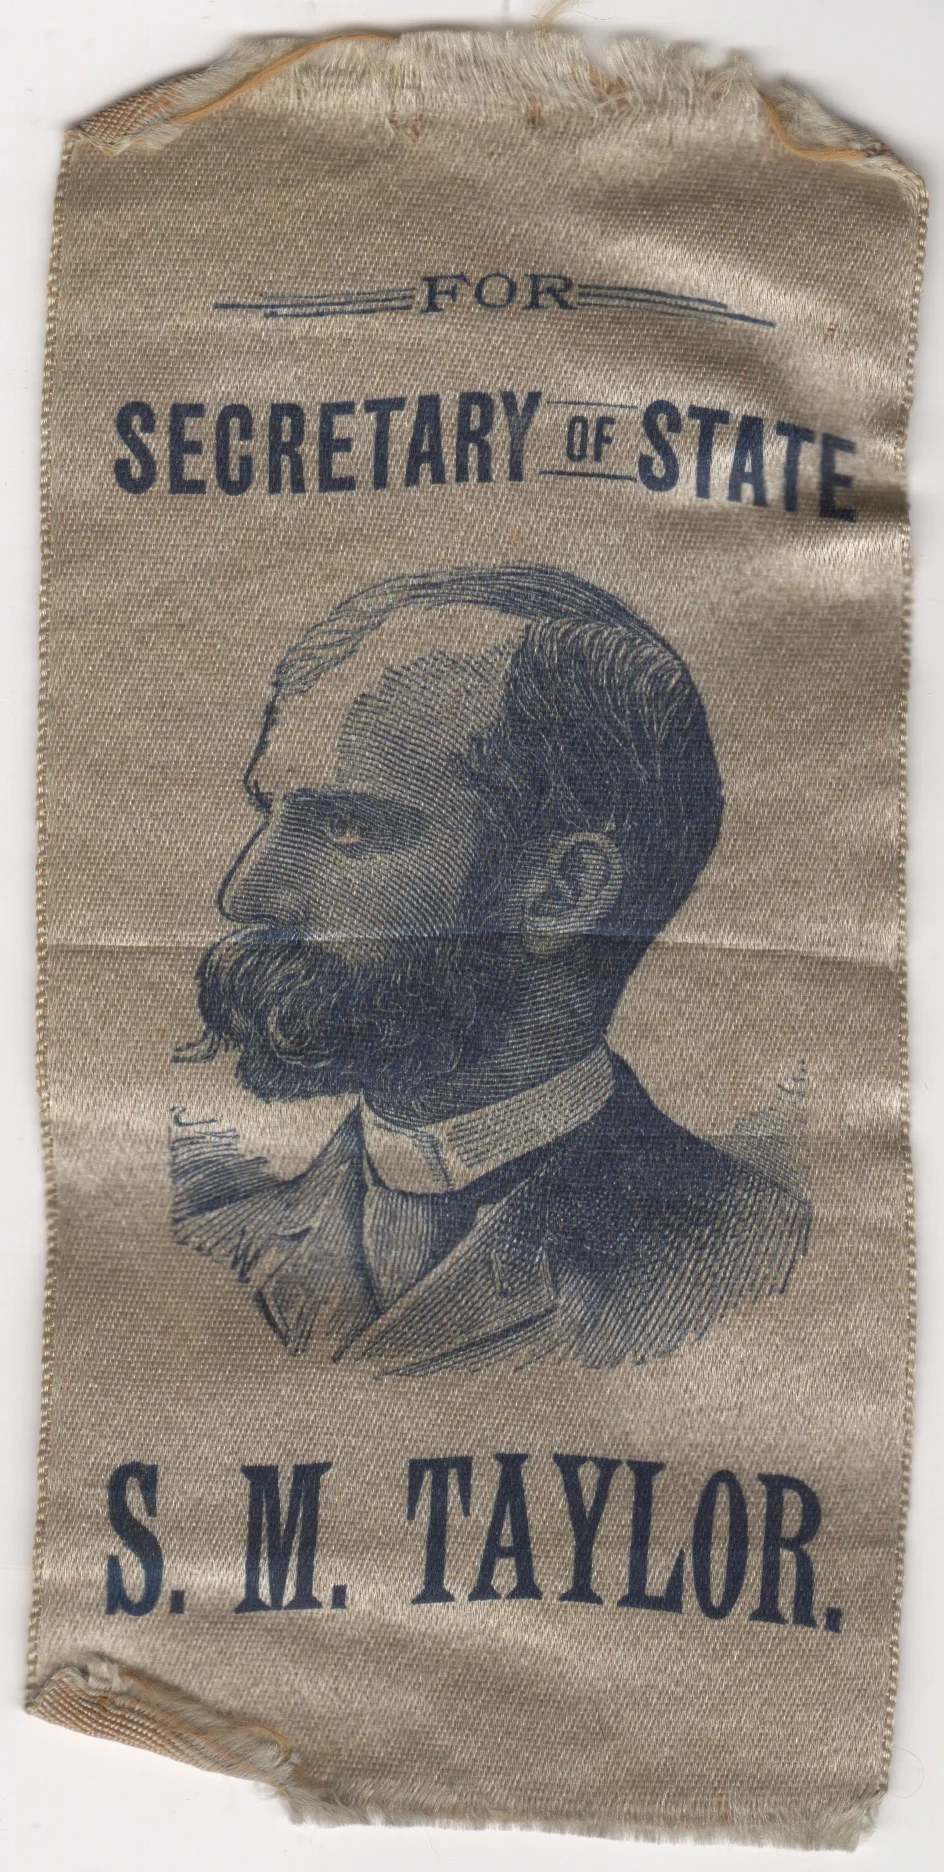 FOR
SECRETARY OF STATE
S. M. TAYLOR.